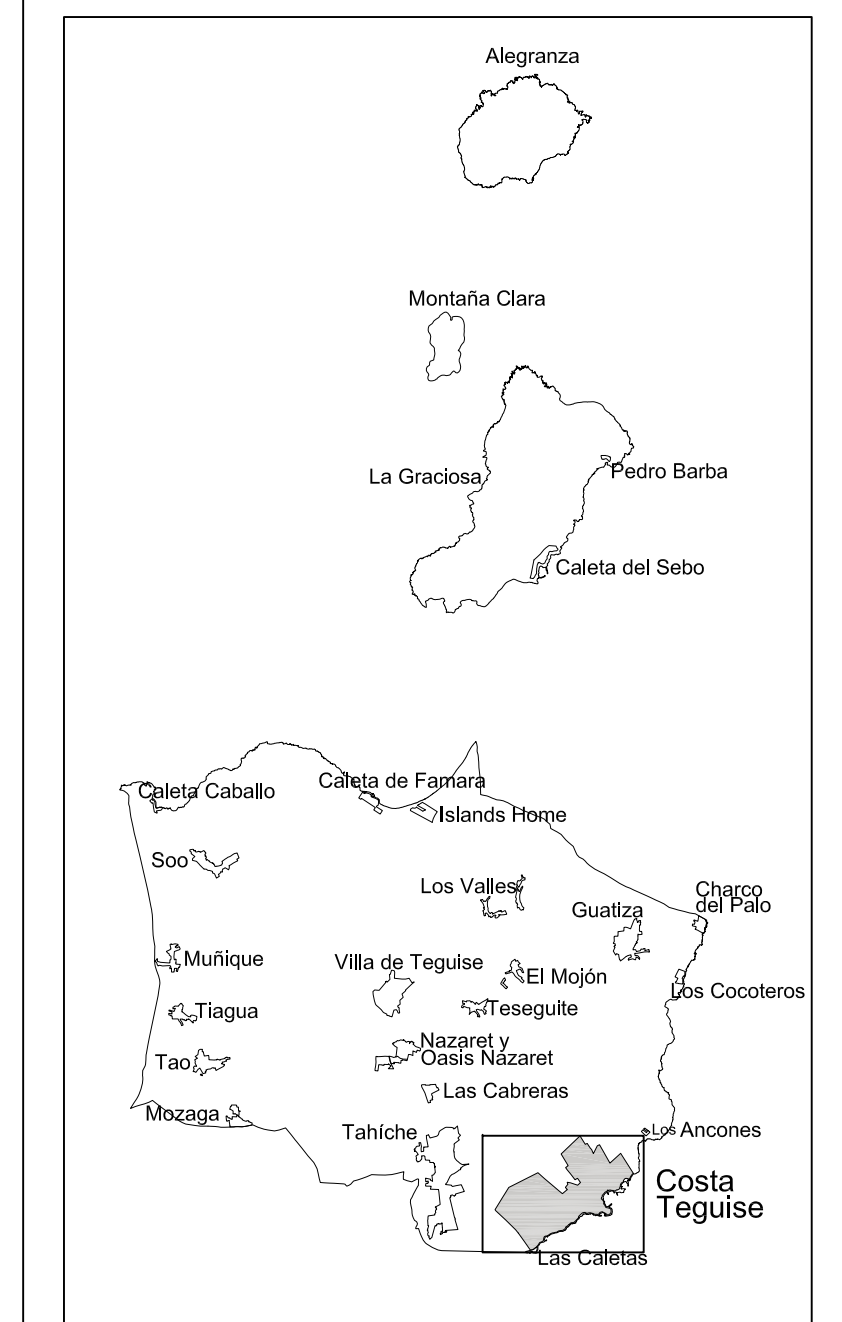 Alegranza
Montaña Clara
La Graciosa
Pedro Barba
Caleta del Sebo
Caleta Caballo
Caleta de Famara
Islands Home
Soo
Los Valles
Guatiza
Charco
del Palo
Muñique
Villa de Teguise
El Mojón
Los Cocoteros
Tiagua
Teseguite
Nazaret y
Oasis Nazaret
Tao
Las Cabreras
Mozaga
Tahíche
Los Ancones
Costa
Teguise
Las Caletas